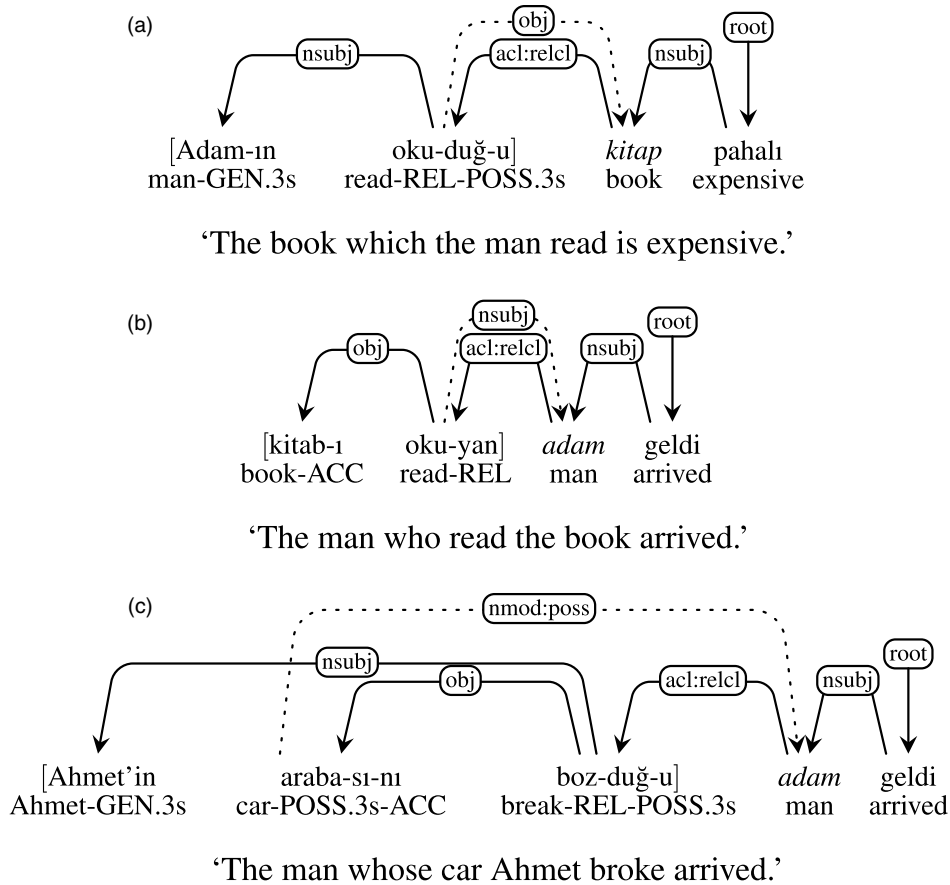 (a)
obj
root
nsubj acl:relcl nsubj
[Adam-ın oku-duğ-u] kitap pahalı
man-GEN.3s read-REL-POSS.3s book expensive
‘The book which the man read is expensive.’
(b)
nsubj root
obj acl:relcl nsubj
[kitab-ı oku-yan] adam geldi
book-ACC read-REL man arrived
‘The man who read the book arrived.’
(c)
nmod:poss
root
nsubj
obj acl:relcl nsubj
[Ahmet’in araba-sı-nı boz-duğ-u] adam geldi
Ahmet-GEN.3s car-POSS.3s-ACC break-REL-POSS.3s man arrived
‘The man whose car Ahmet broke arrived.’